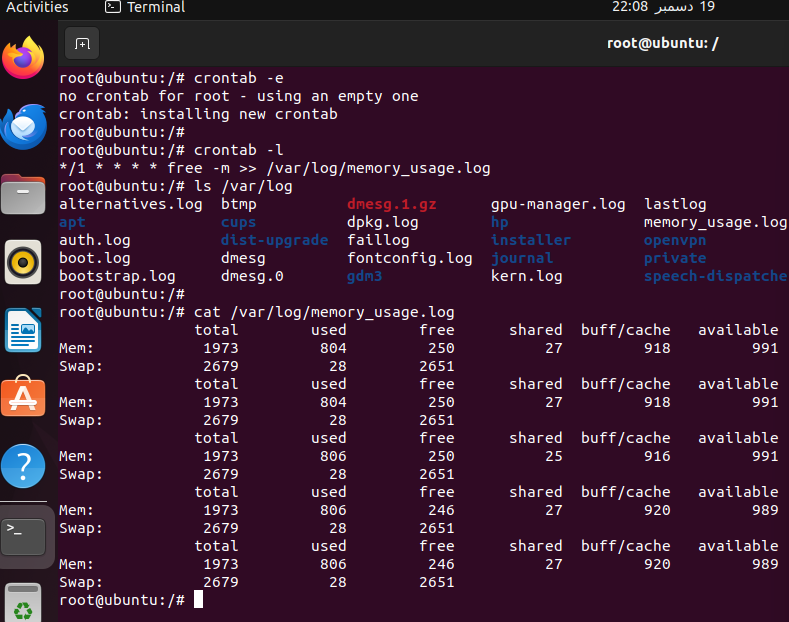 Activities Terminal 19 دسمبر 22:08
root@ubuntu: /
root@ubuntu:/# crontab -e
no crontab for root - using an empty one
crontab: installing new crontab
root@ubuntu:/#
root@ubuntu:/# crontab -l
*/1 * * * * free -m >> /var/log/memory_usage.log
root@ubuntu:/# ls /var/log
alternatives.log btmp dmesg.1.gz gpu-manager.log lastlog
apt cups dpkg.log hp memory_usage.log
auth.log dist-upgrade faillog installer openvpn
boot.log dmesg fontconfig.log journal private
bootstrap.log dmesg.0 gdm3 kern.log speech-dispatche
root@ubuntu:/#
root@ubuntu:/# cat /var/log/memory_usage.log
total used free shared buff/cache available
Mem: 1973 804 250 27 918 991
Swap: 2679 28 2651
total used free shared buff/cache available
Mem: 1973 804 250 27 918 991
Swap: 2679 28 2651
total used free shared buff/cache available
Mem: 1973 806 250 25 916 991
Swap: 2679 28 2651
total used free shared buff/cache available
Mem: 1973 806 246 27 920 989
Swap: 2679 28 2651
total used free shared buff/cache available
Mem: 1973 806 246 27 920 989
Swap: 2679 28 2651
root@ubuntu:/#